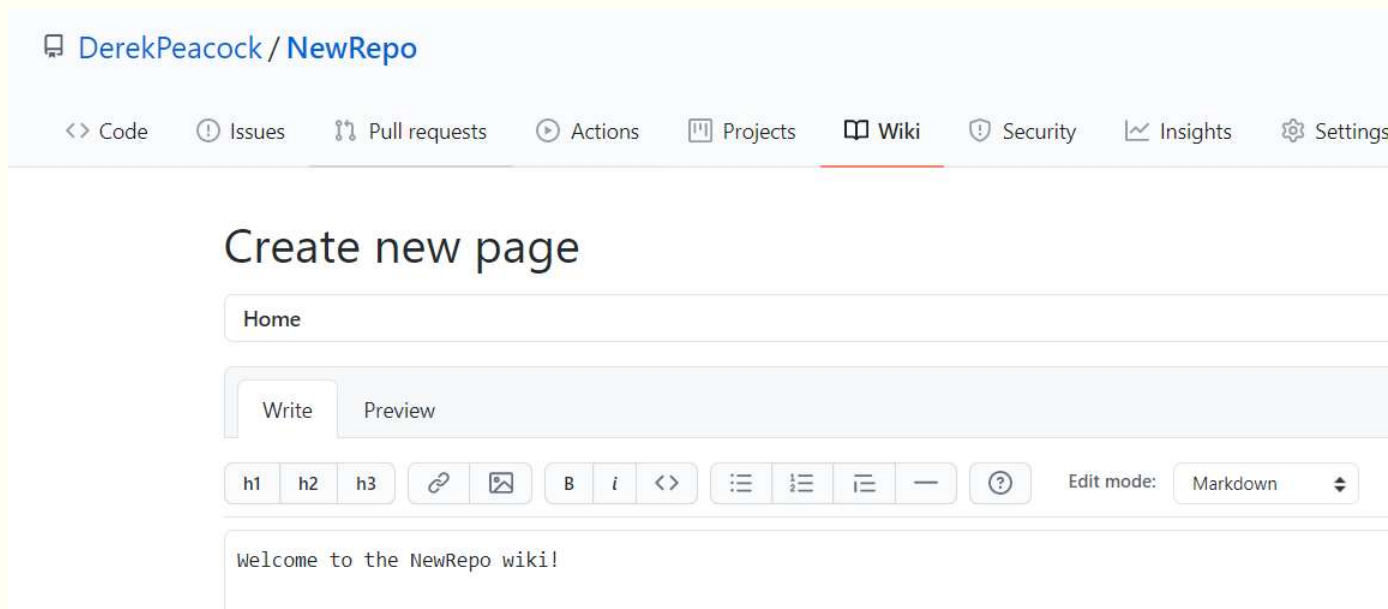 DerekPeacock / NewRepo
<> Code Issues Pull requests Actions Projects Wiki Security Insights Settings
Create new page
Home
Write Preview
h1 h2 h3 B i <> Edit mode: Markdown
Welcome to the NewRepo wiki!